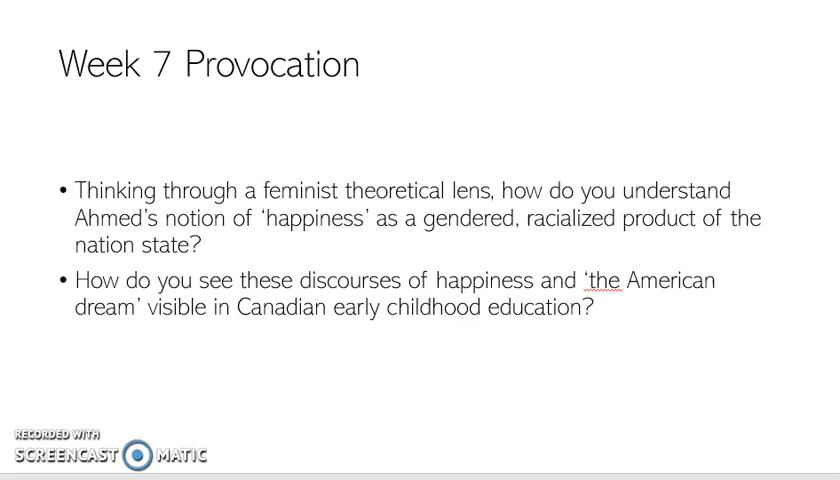 Week 7 Provocation
• Thinking through a feminist theoretical lens, how do you understand
Ahmed’s notion of ‘happiness’ as a gendered, racialized product of the
nation state?
• How do you see these discourses of happiness and ‘the American
dream’ visible in Canadian early childhood education?
RECORDED WITH
SCREENCAST MATIC